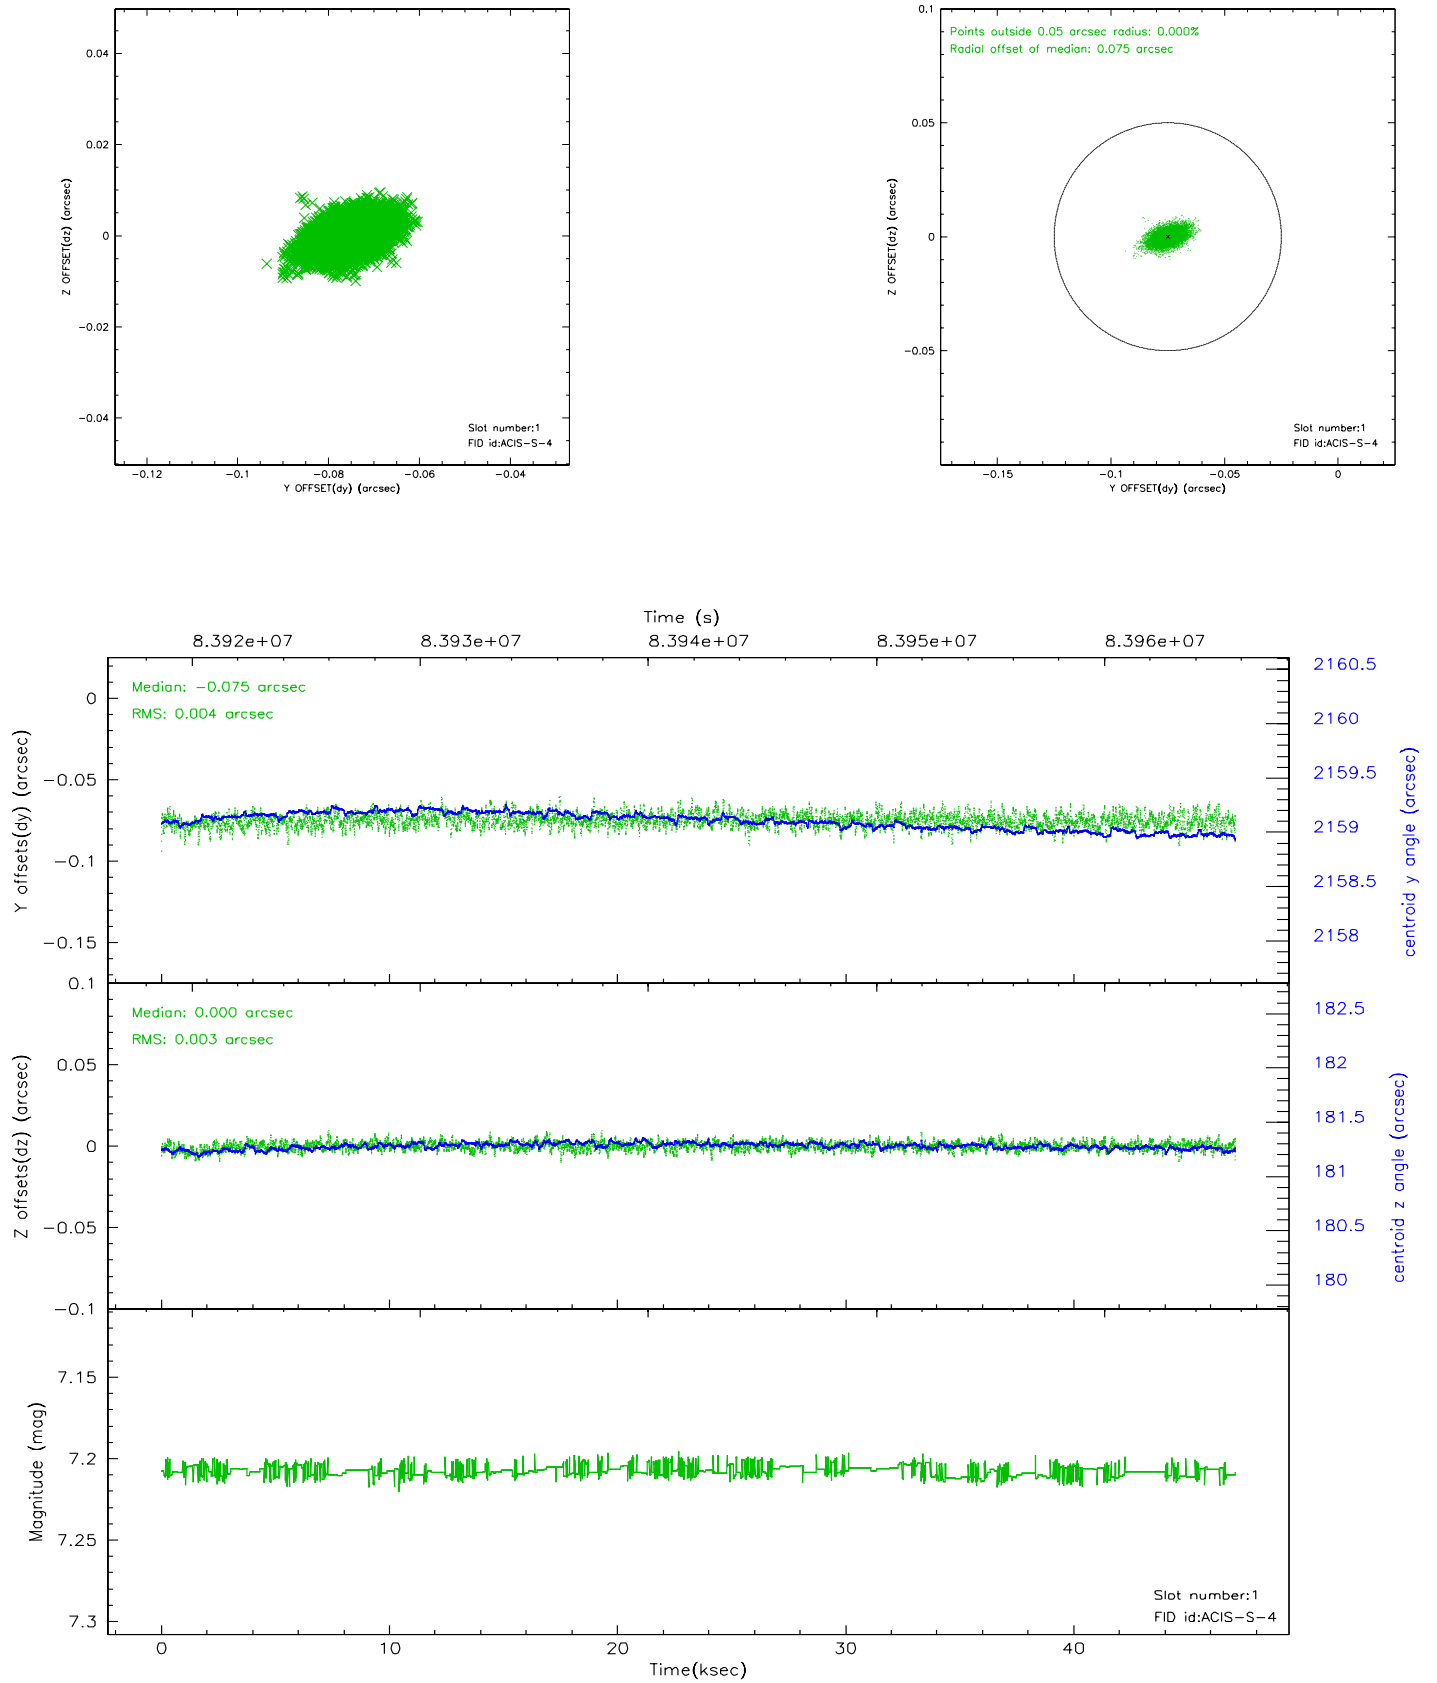 0.04
0.02
0
−0.02
−0.04
Z OFFSET(dz) (arcsec)
Slot number:1
FID id:ACIS−S−4
−0.12
−0.1
−0.08
−0.06
−0.04
Y OFFSET(dy) (arcsec)
Points outside 0.05 arcsec radius: 0.000%
Radial offset of median: 0.075 arcsec
0.1
0.05
0
−0.05
Z OFFSET(dz) (arcsec)
Slot number:1
FID id:ACIS−S−4
−0.15
−0.1
−0.05
0
Y OFFSET(dy) (arcsec)
Time (s)
8.392e+07
8.393e+07
8.394e+07
8.395e+07
8.396e+07
Median: −0.075 arcsec
RMS: 0.004 arcsec
0
−0.05
−0.1
−0.15
Y offsets(dy) (arcsec)
2160.5
2160
2159.5
2159
2158.5
2158
centroid y angle (arcsec)
Median: 0.000 arcsec
RMS: 0.003 arcsec
0.1
0.05
0
−0.05
−0.1
Z offsets(dz) (arcsec)
182.5
182
181.5
181
180.5
180
centroid z angle (arcsec)
7.15
7.2
7.25
7.3
Magnitude (mag)
Slot number:1
FID id:ACIS−S−4
0
10
20
30
40
Time(ksec)